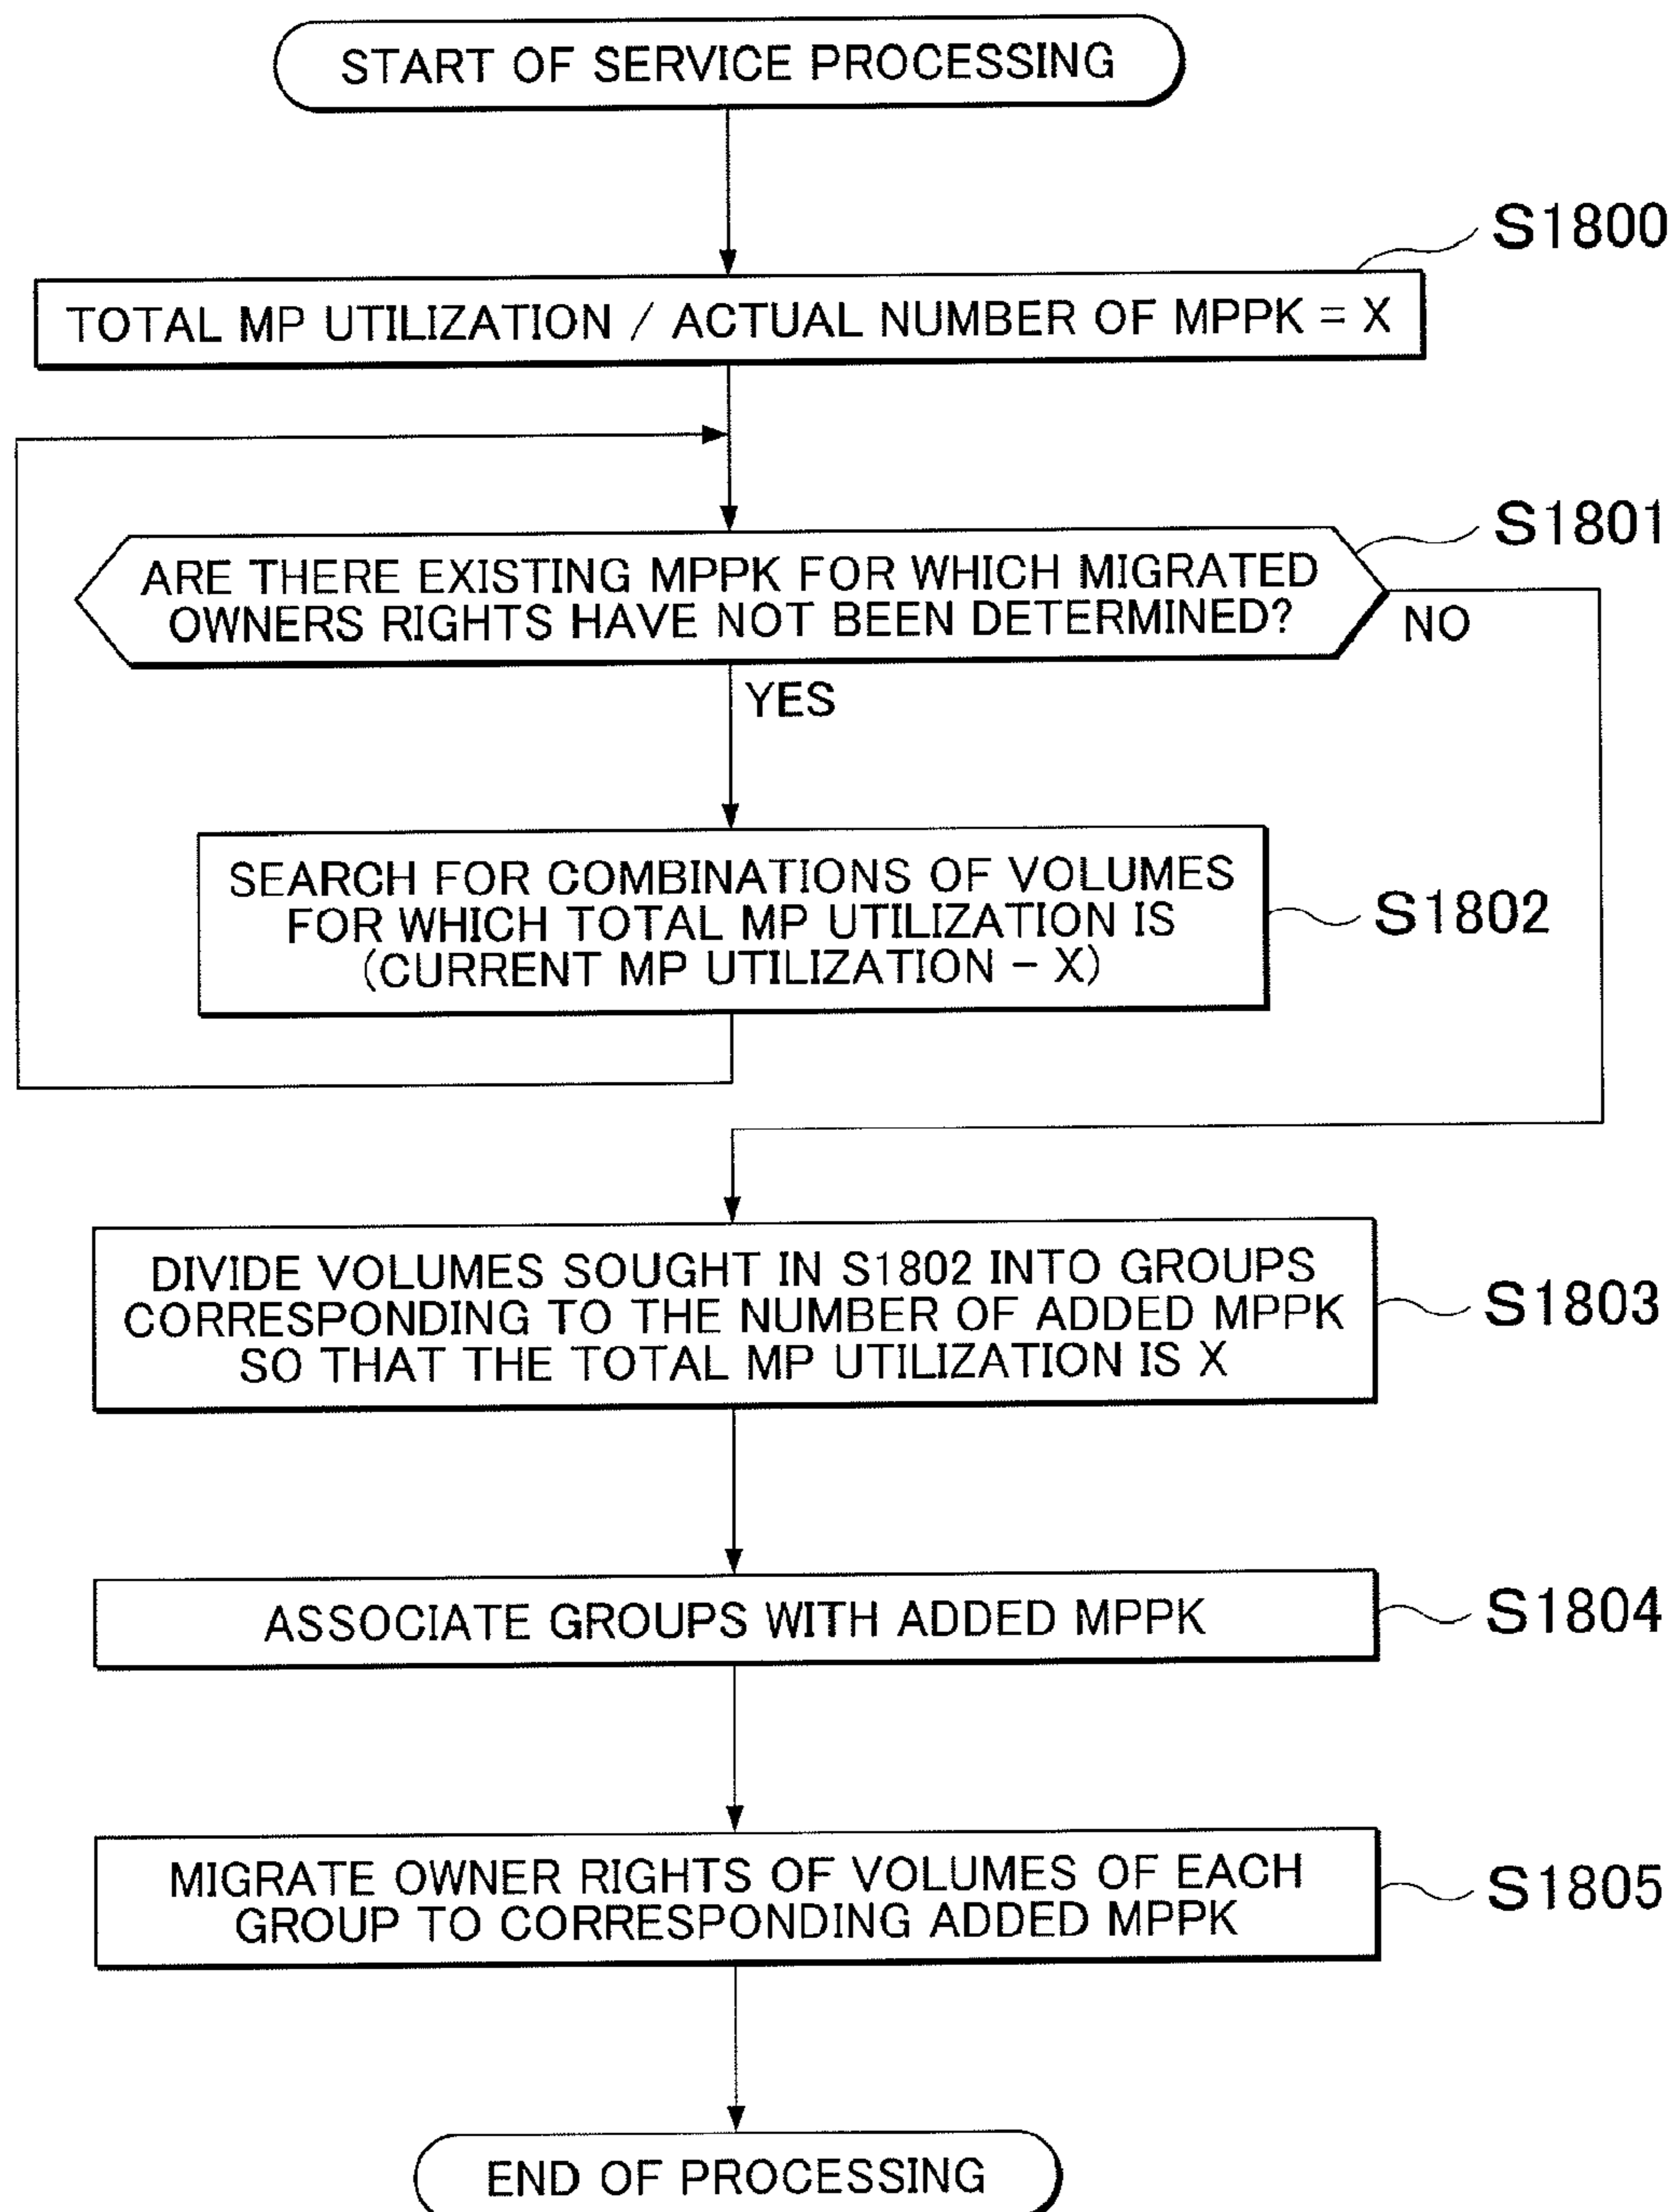 START OF SERVICE PROCESSING
S1800
TOTAL MP UTILIZATION / ACTUAL NUMBER OF MPPK = X
S1801
ARE THERE EXISTING MPPK FOR WHICH MIGRATED
OWNERS RIGHTS HAVE NOT BEEN DETERMINED?
NO
YES
SEARCH FOR COMBINATIONS OF VOLUMES
FOR WHICH TOTAL MP UTILIZATION IS
(CURRENT MP UTILIZATION - X)
S1802
DIVIDE VOLUMES SOUGHT IN S1802 INTO GROUPS
CORRESPONDING TO THE NUMBER OF ADDED MPPK
SO THAT THE TOTAL MP UTILIZATION IS X
S1803
ASSOCIATE GROUPS WITH ADDED MPPK
S1804
MIGRATE OWNER RIGHTS OF VOLUMES OF EACH
GROUP TO CORRESPONDING ADDED MPPK
S1805
END OF PROCESSING